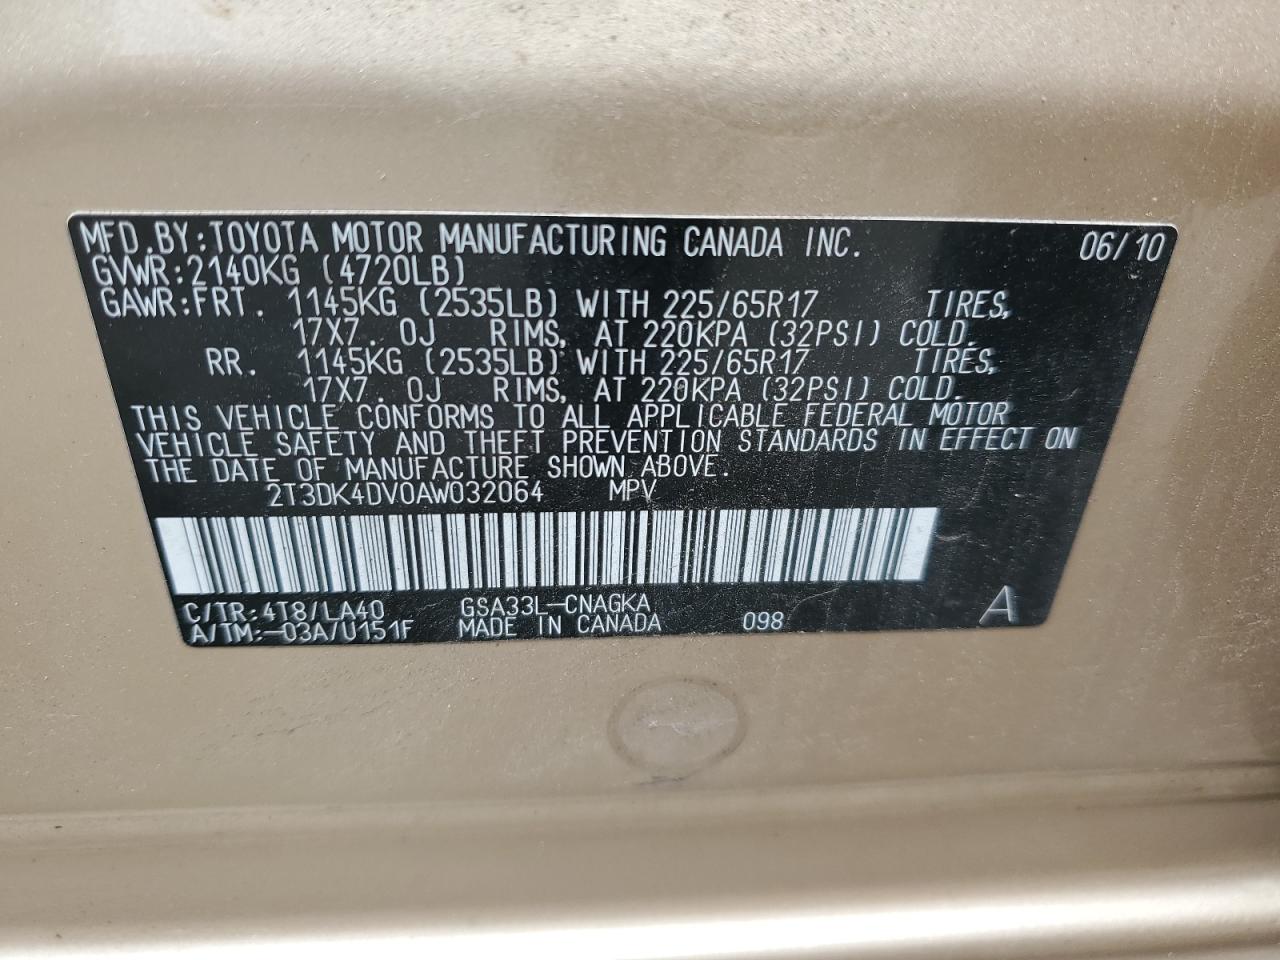 MFD.BY:TOYOTA MOTOR MANUFACTURING CANADA INC. 06/10
GVWR:2140KG (4720LB)
GAWR:FRT. 1145KG (2535LB) WITH 225/65R17 TIRES,
17X7.0J RIMS, AT 220KPA (32PSI) COLD.
RR. 1145KG (2535LB) WITH 225/65R17 TIRES,
17X7.0J RIMS, AT 220KPA (32PSI) COLD.
THIS VEHICLE CONFORMS TO ALL APPLICABLE FEDERAL MOTOR
VEHICLE SAFETY AND THEFT PREVENTION STANDARDS IN EFFECT ON
THE DATE OF MANUFACTURE SHOWN ABOVE.
2T3DK4DV0AW032064 MPV
C/TR:4T8/LA40 GSA33L-CNAGKA A
A/TM:-03A/U151F MADE IN CANADA 098